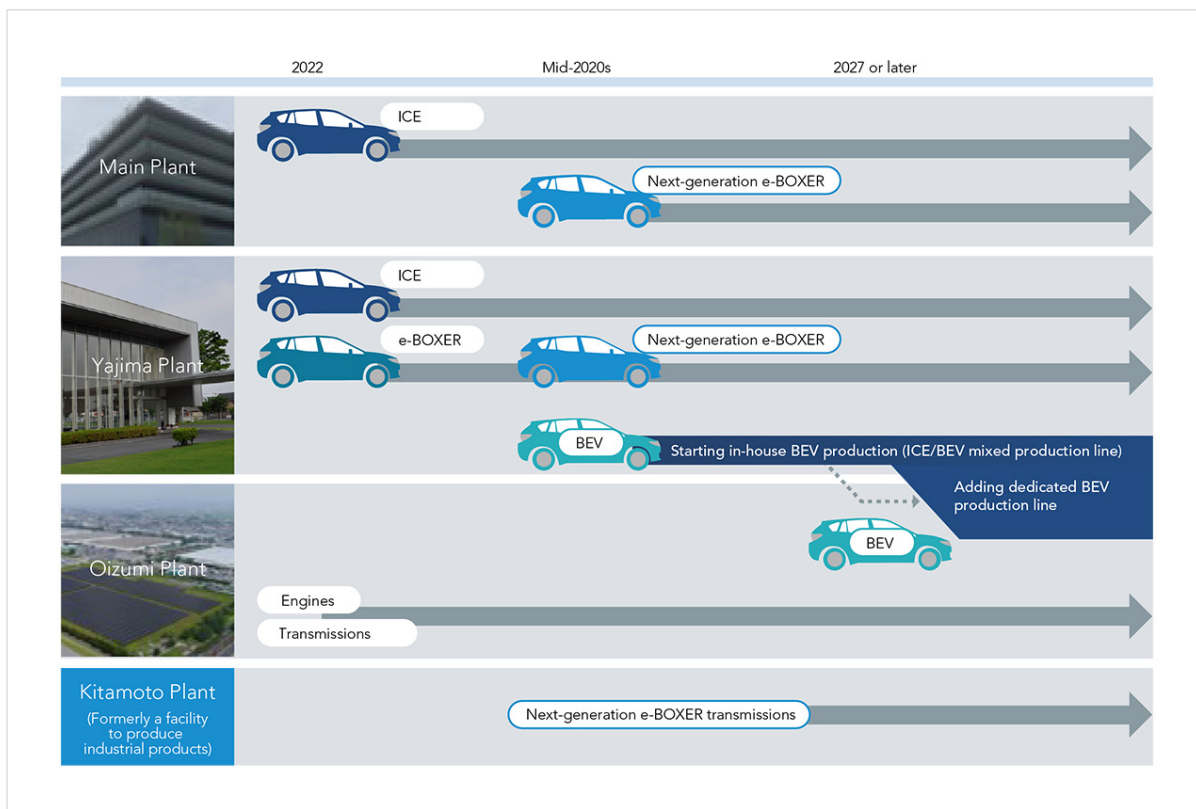 2022
Mid-2020s
2027 or later
Main Plant
ICE
Next-generation e-BOXER
Yajima Plant
ICE
e-BOXER
Next-generation e-BOXER
BEV
Starting in-house BEV production (ICE/BEV mixed production line)
Adding dedicated BEV
production line
Oizumi Plant
BEV
Engines
Transmissions
Kitamoto Plant
(Formerly a facility
to produce
industrial products)
Next-generation e-BOXER transmissions